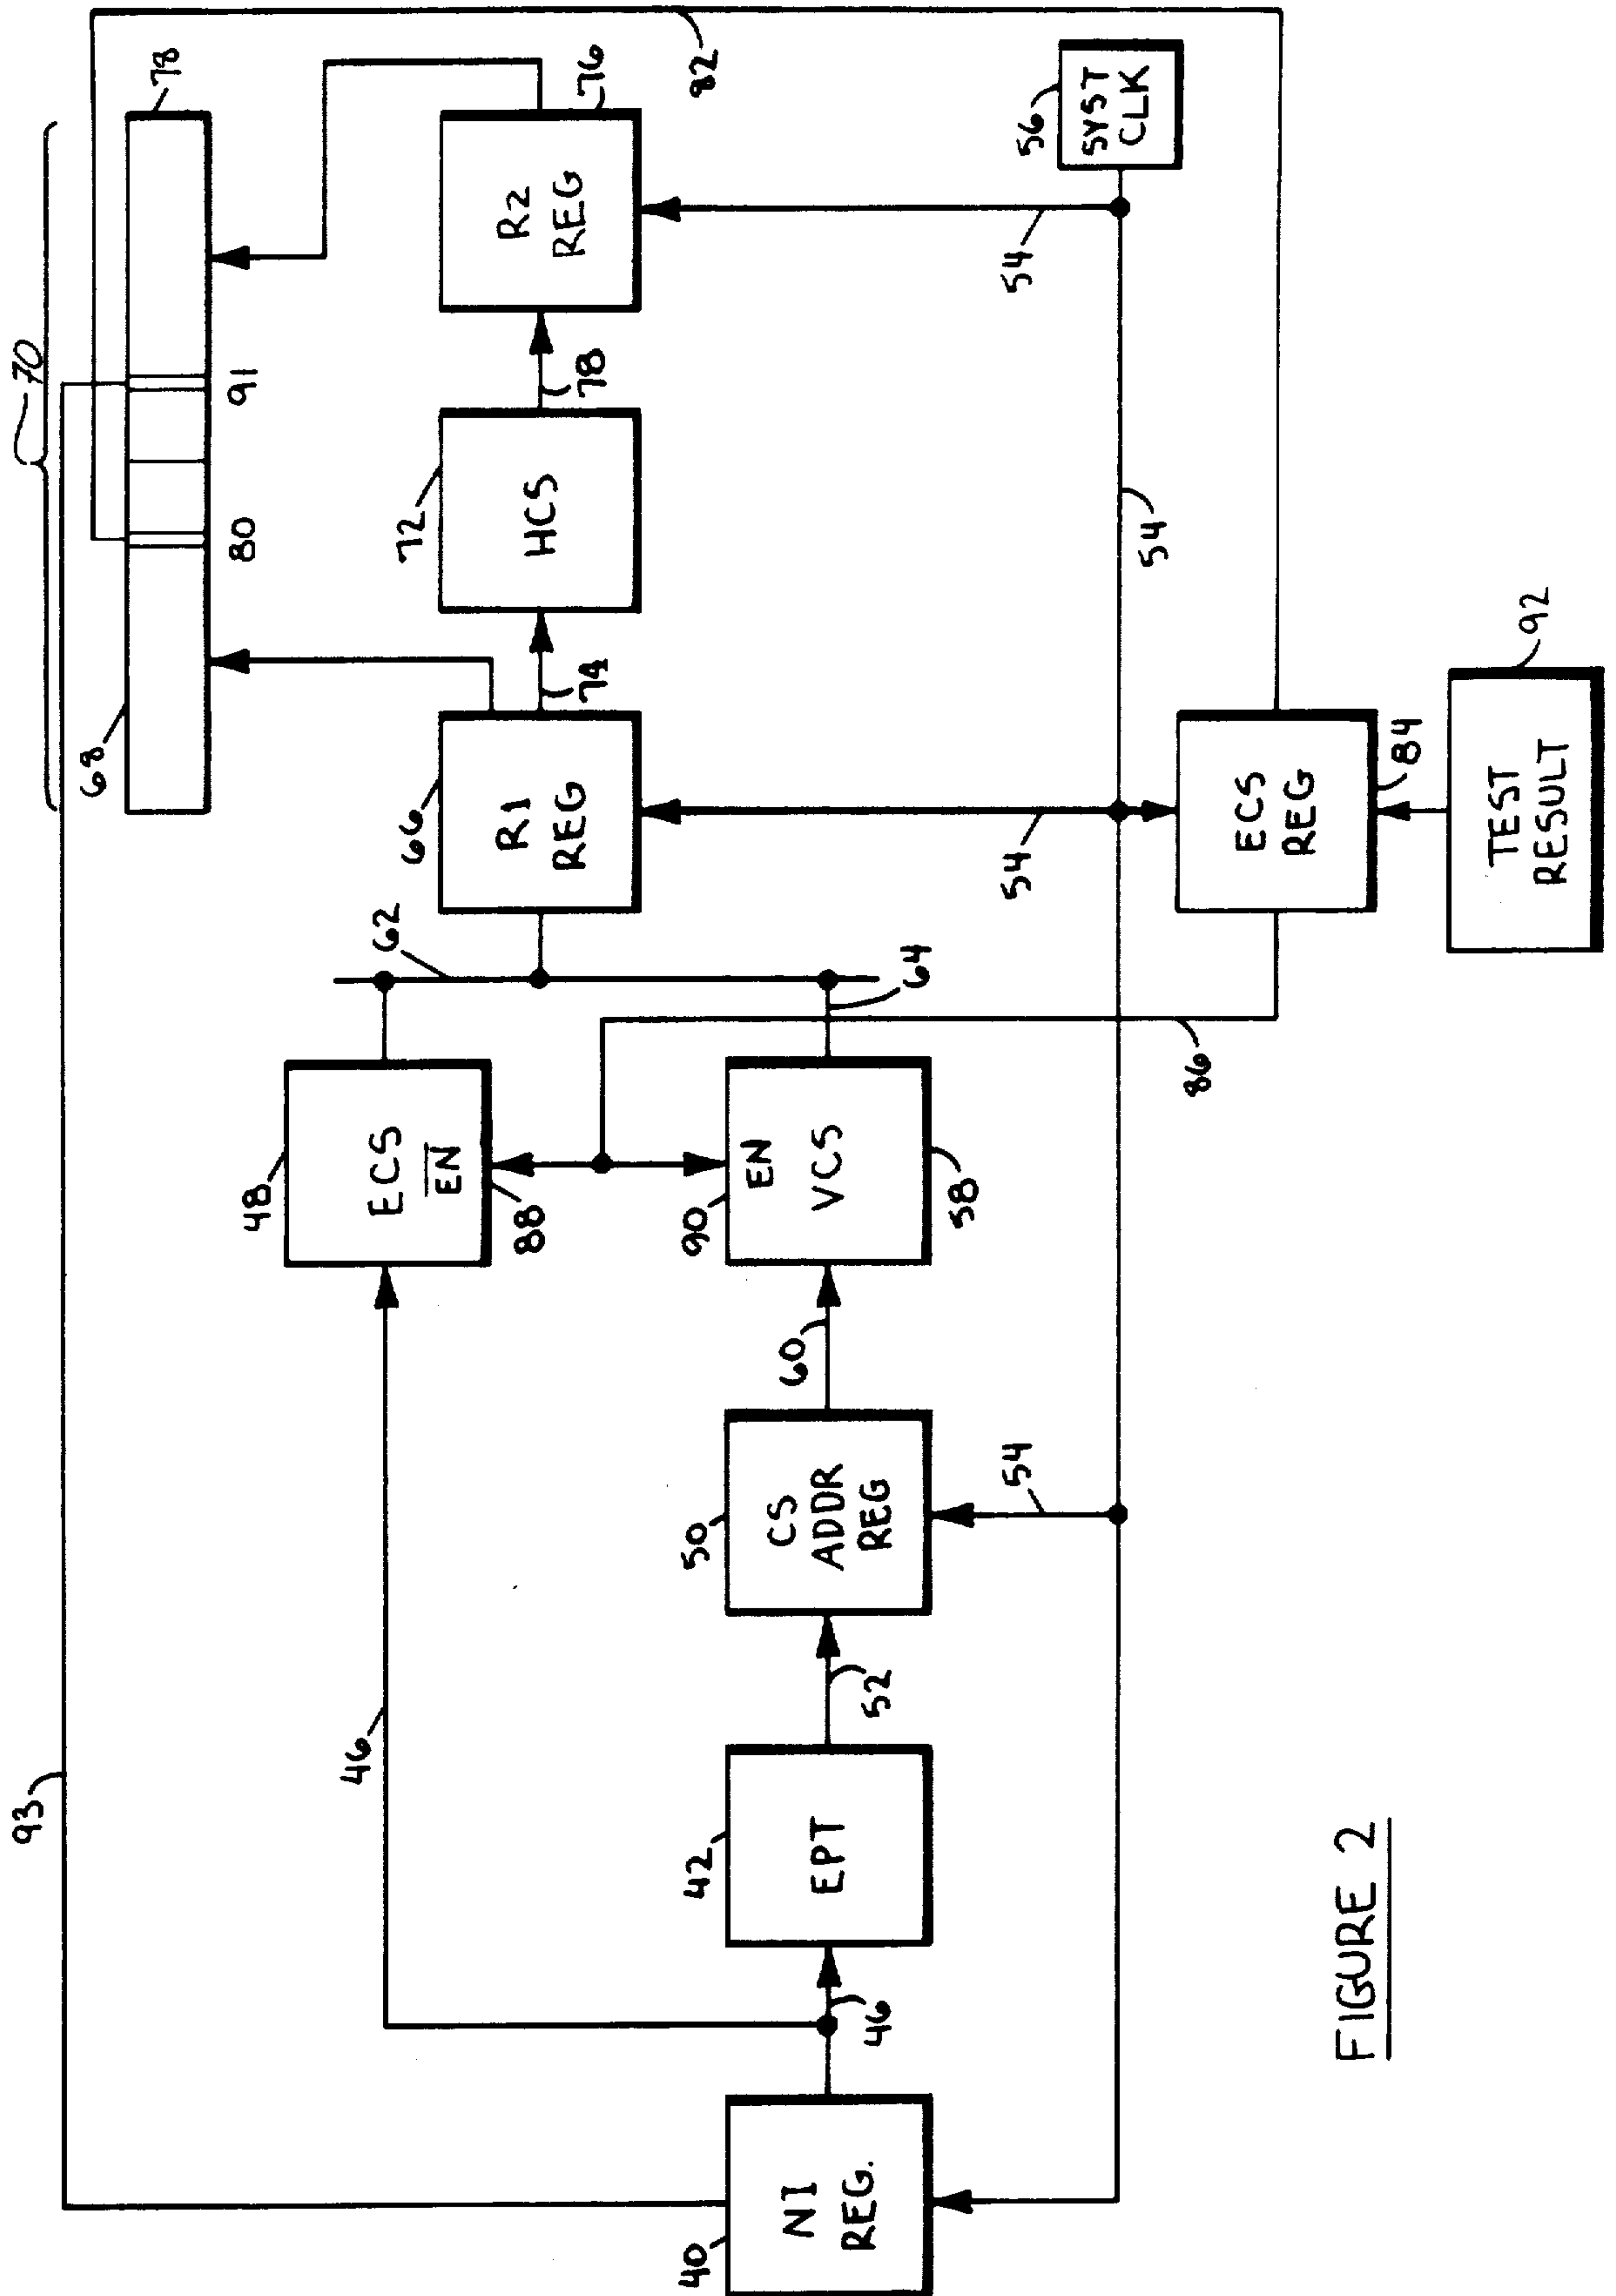 70
68
78
80
91
93
46
48
ECS
EN
88
62
66
R1
REG
74
72
HCS
78
76
R2
REG
82
40
NI
REG.
46
42
EPT
52
50
CS
ADDR
REG
60
90
EN
VCS
58
64
54
54
54
54
56
SYST
CLK
86
ECS
REG
84
TEST
RESULT
92
FIGURE 2